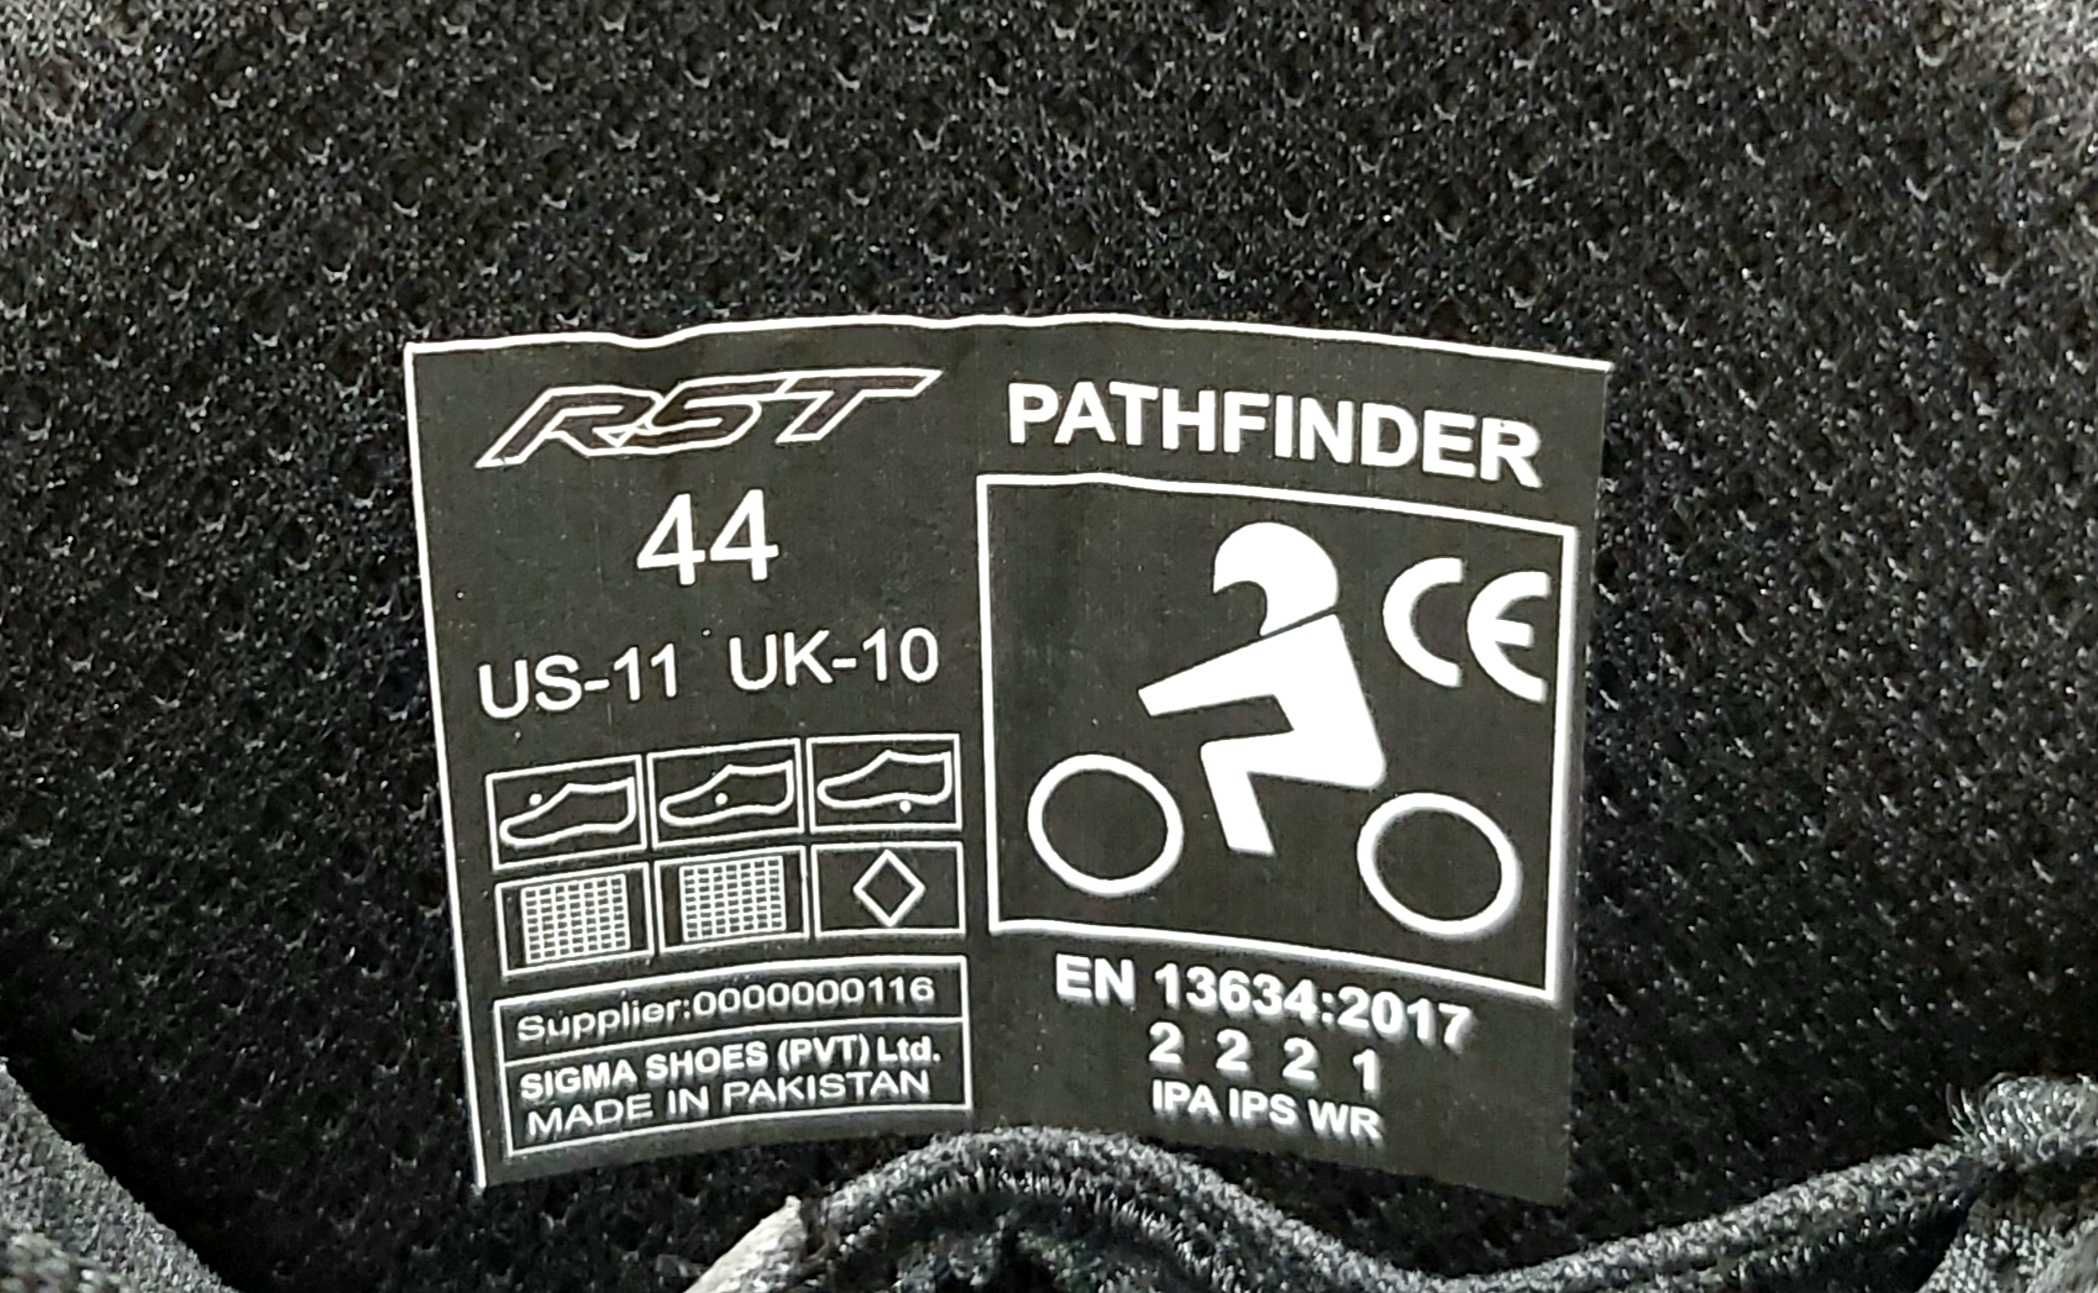 RST
44
US-11 UK-10
Supplier:0000000116
SIGMA SHOES (PVT) Ltd.
MADE IN PAKISTAN
PATHFINDER
CE
EN 13634:2017
2 2 2 1
IPA IPS WR